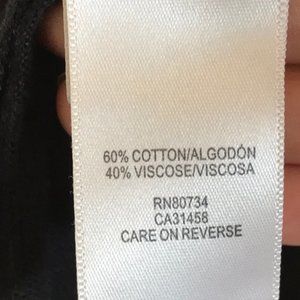 60% COTTON/ALGODÓN
40% VISCOSE/VISCOSA
RN80734
CA31458
CARE ON REVERSE